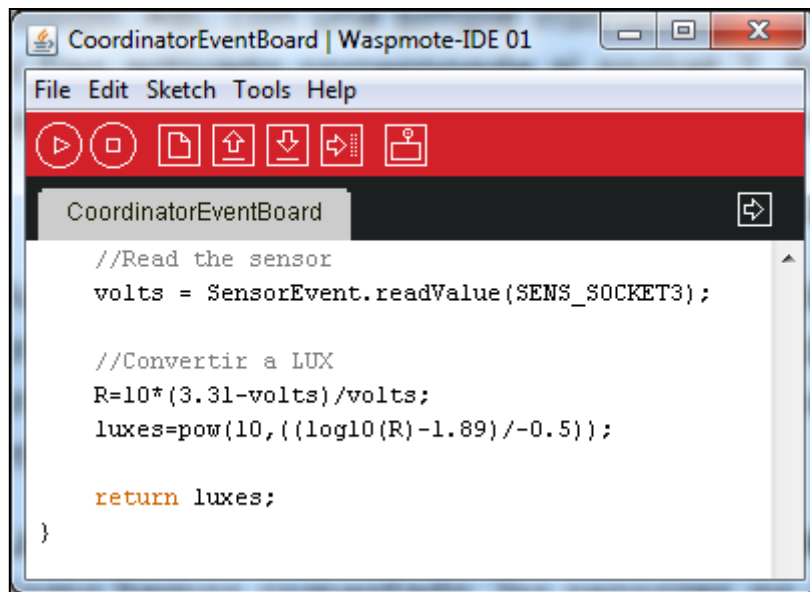 CoordinatorEventBoard | Waspmote-IDE 01
File Edit Sketch Tools Help
CoordinatorEventBoard
//Read the sensor
volts = SensorEvent.readValue(SENS_SOCKET3);
//Convertir a LUX
R=10*(3.31-volts)/volts;
luxes=pow(10,((log10(R)-1.89)/-0.5));
return luxes;
}